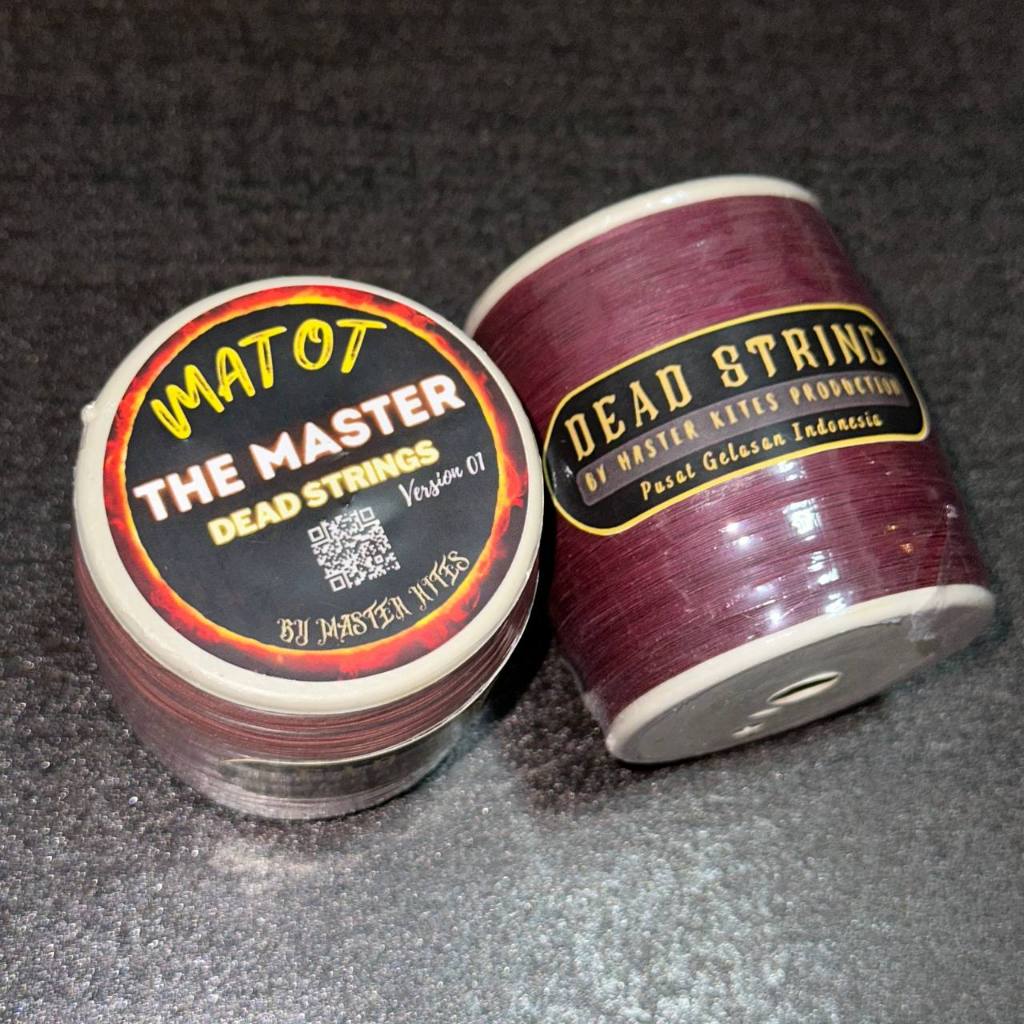 MATOT
THE MASTER
DEAD STRINGS
Version 01
BY MASTER KITES
DEAD STRING
BY MASTER KITES PRODUCTION
Pusat Gelasan Indonesia